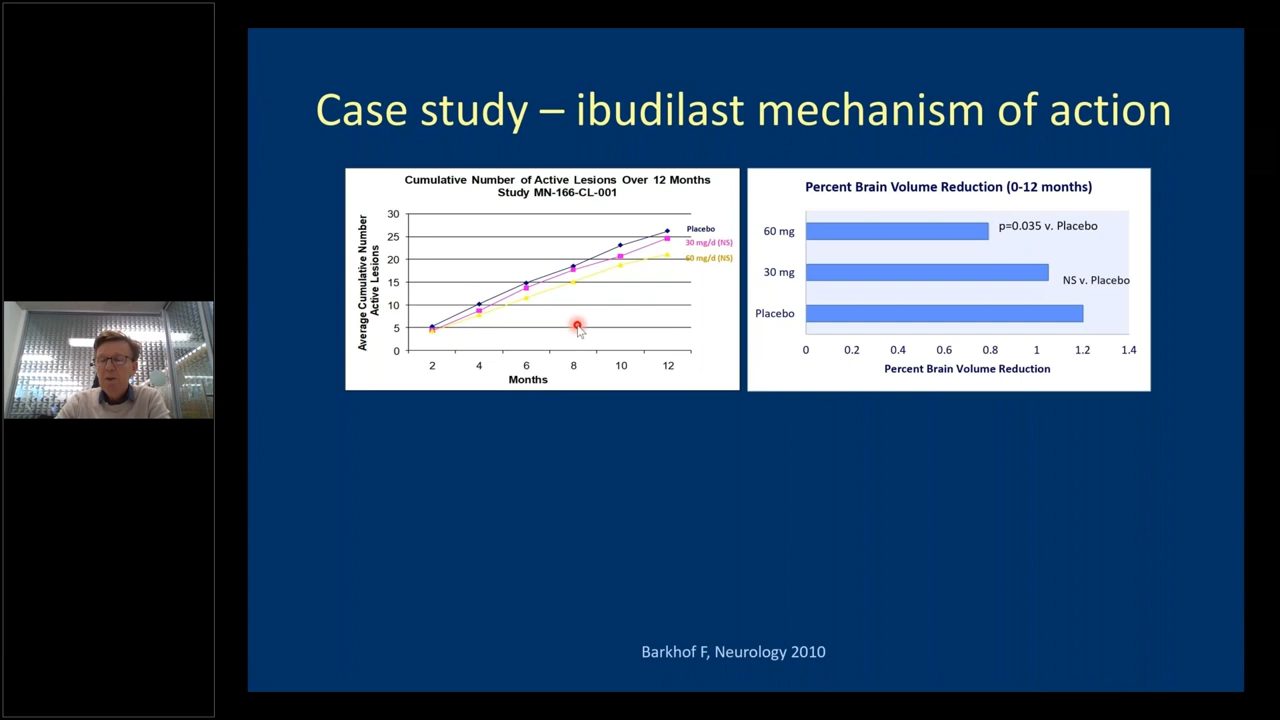 Case study – ibudilast mechanism of action
Cumulative Number of Active Lesions Over 12 Months
Study MN-166-CL-001
Average Cumulative Number
Active Lesions
30
25
20
15
10
5
0
2 4 6 8 10 12
Months
Placebo
30 mg/d (NS)
60 mg/d (NS)
Percent Brain Volume Reduction (0-12 months)
60 mg
p=0.035 v. Placebo
30 mg
NS v. Placebo
Placebo
0 0.2 0.4 0.6 0.8 1 1.2 1.4
Percent Brain Volume Reduction
Barkhof F, Neurology 2010